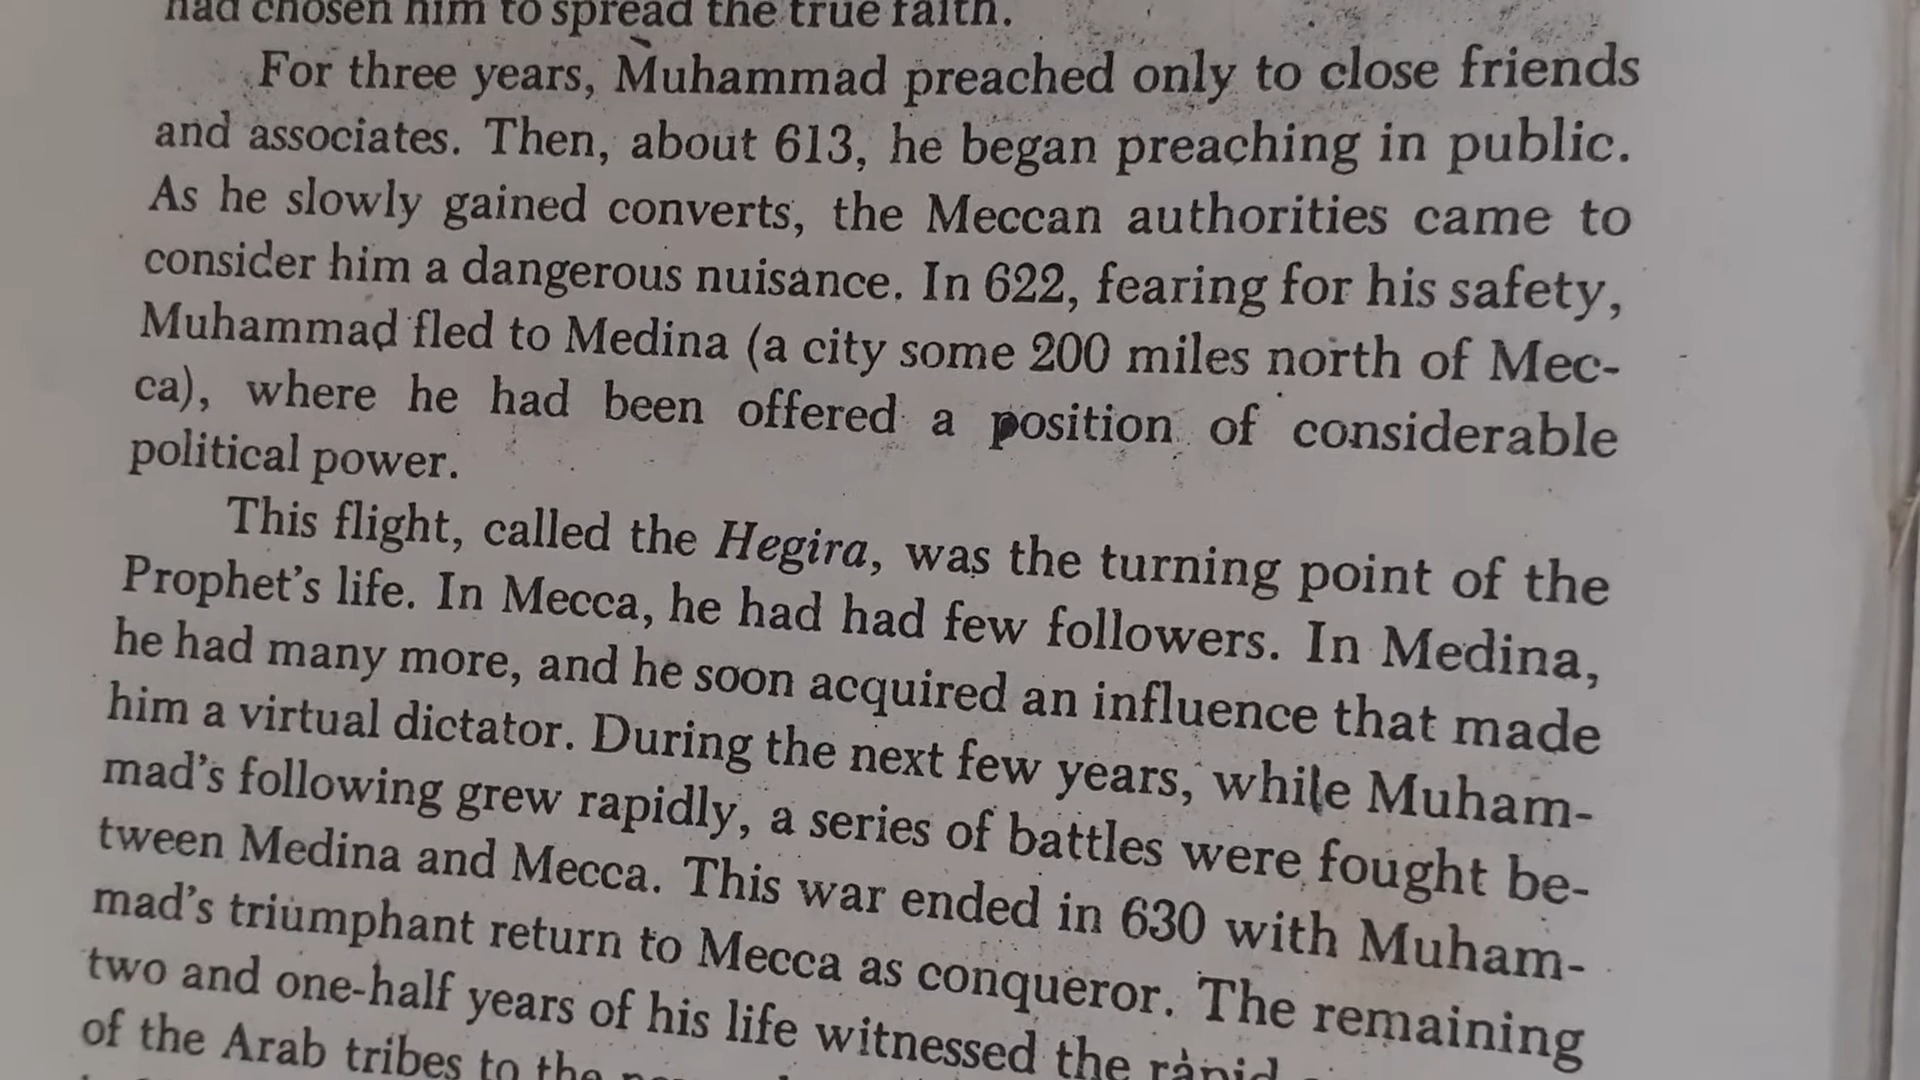 had chosen him to spread the true faith.
For three years, Muhammad preached only to close friends
and associates. Then, about 613, he began preaching in public.
As he slowly gained converts, the Meccan authorities came to
consider him a dangerous nuisance. In 622, fearing for his safety,
Muhammad fled to Medina (a city some 200 miles north of Mec-
ca), where he had been offered a position of considerable
political power.
This flight, called the Hegira, was the turning point of the
Prophet's life. In Mecca, he had had few followers. In Medina,
he had many more, and he soon acquired an influence that made
him a virtual dictator. During the next few years, while Muham-
mad's following grew rapidly, a series of battles were fought be-
tween Medina and Mecca. This war ended in 630 with Muham-
mad's triumphant return to Mecca as conqueror. The remaining
two and one-half years of his life witnessed the rapid
of the Arab tribes to the